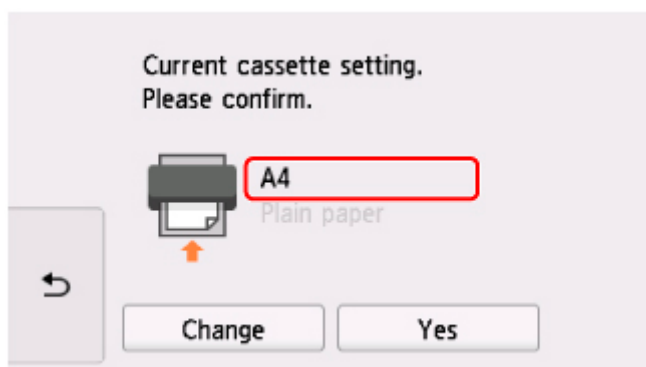 Current cassette setting.
Please confirm.
A4
Plain paper
Change
Yes